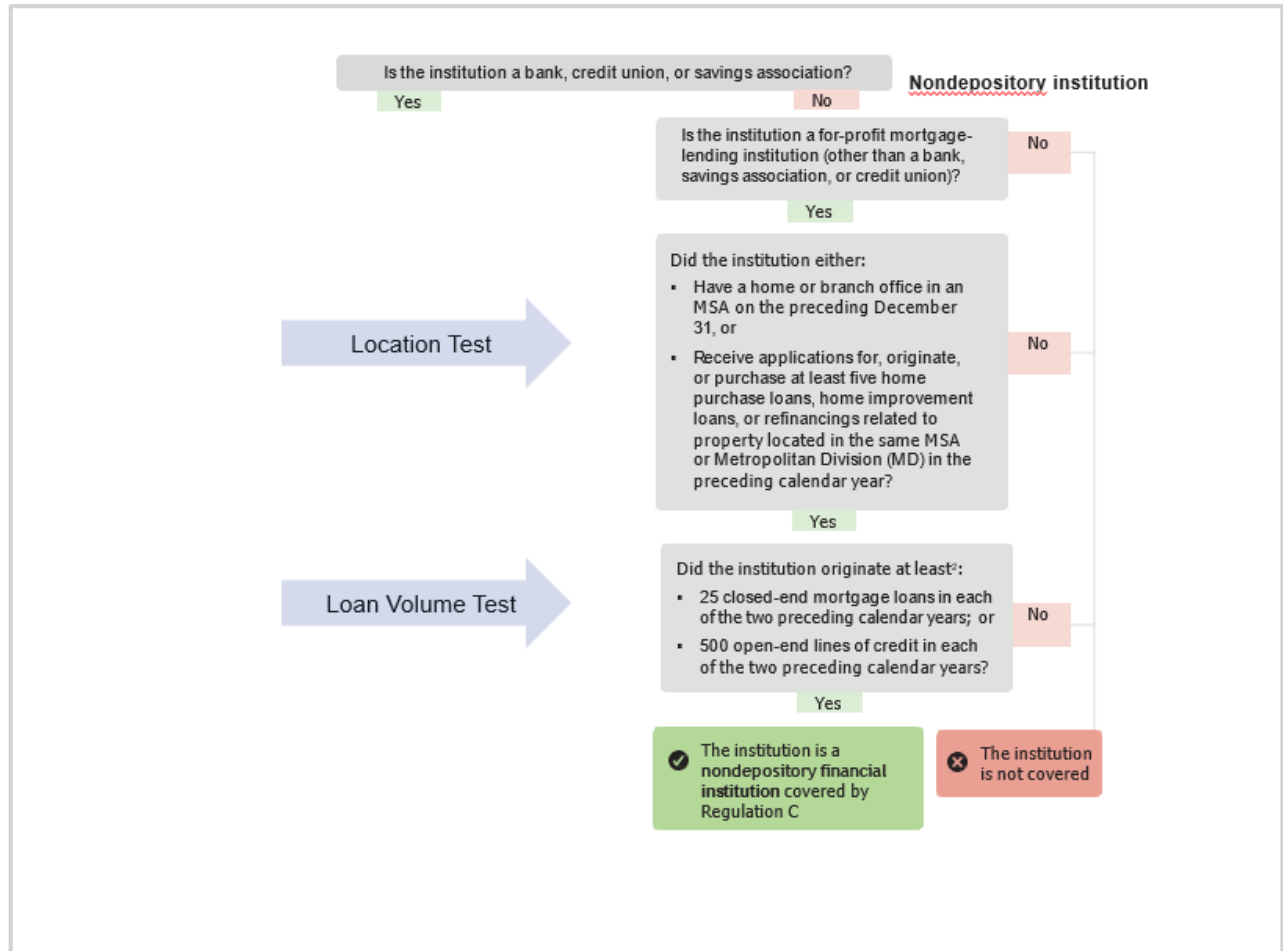 Is the institution a bank, credit union, or savings association?
Nondepository institution
Yes
No
Is the institution a for-profit mortgage-
lending institution (other than a bank,
savings association, or credit union)?
No
Yes
Did the institution either:
▪ Have a home or branch office in an
MSA on the preceding December
31, or
▪ Receive applications for, originate,
or purchase at least five home
purchase loans, home improvement
loans, or refinancings related to
property located in the same MSA
or Metropolitan Division (MD) in the
preceding calendar year?
Location Test
No
Yes
Did the institution originate at least²:
▪ 25 closed-end mortgage loans in each
of the two preceding calendar years; or
▪ 500 open-end lines of credit in each
of the two preceding calendar years?
Loan Volume Test
No
Yes
The institution is a
nondepository financial
institution covered by
Regulation C
The institution
is not covered